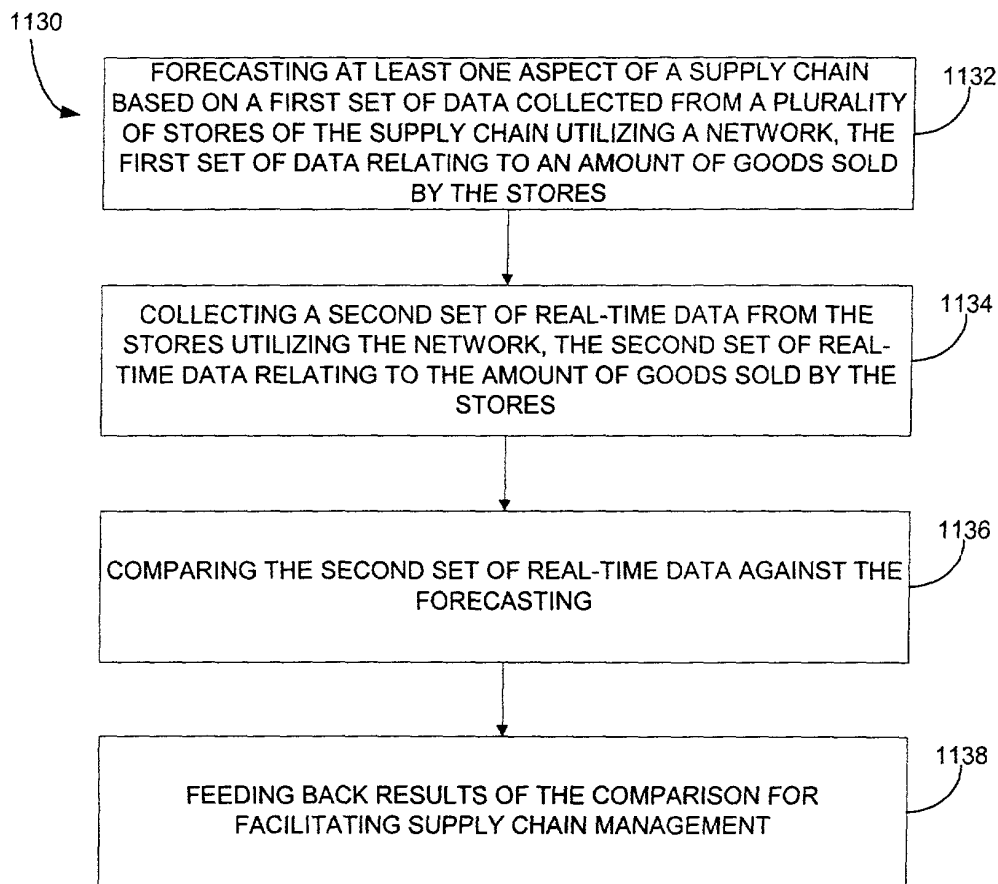 1130
FORECASTING AT LEAST ONE ASPECT OF A SUPPLY CHAIN
BASED ON A FIRST SET OF DATA COLLECTED FROM A PLURALITY
OF STORES OF THE SUPPLY CHAIN UTILIZING A NETWORK, THE
FIRST SET OF DATA RELATING TO AN AMOUNT OF GOODS SOLD
BY THE STORES
1132
COLLECTING A SECOND SET OF REAL-TIME DATA FROM THE
STORES UTILIZING THE NETWORK, THE SECOND SET OF REAL-
TIME DATA RELATING TO THE AMOUNT OF GOODS SOLD BY THE
STORES
1134
COMPARING THE SECOND SET OF REAL-TIME DATA AGAINST THE
FORECASTING
1136
FEEDING BACK RESULTS OF THE COMPARISON FOR
FACILITATING SUPPLY CHAIN MANAGEMENT
1138